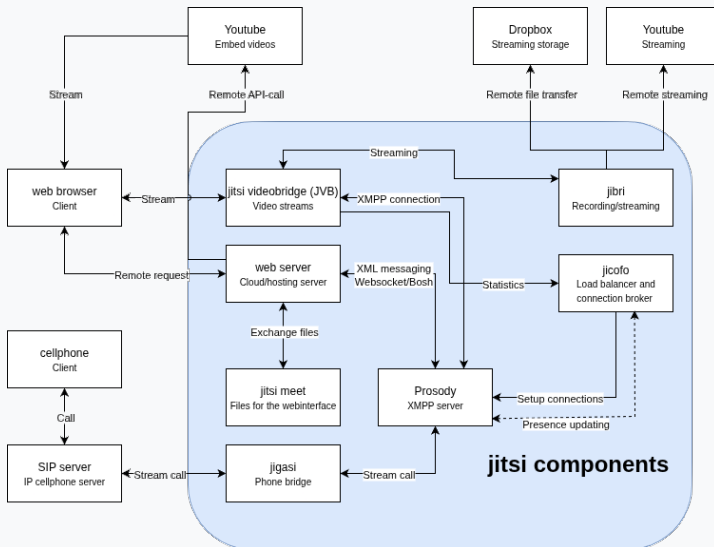 Youtube
Embed videos
Dropbox
Streaming storage
Youtube
Streaming
Stream
Remote API-call
Remote file transfer
Remote streaming
Streaming
web browser
Client
Stream
jitsi videobridge (JVB)
Video streams
XMPP connection
jibri
Recording/streaming
Remote request
web server
Cloud/hosting server
XML messaging
Websocket/Bosh
Statistics
jicofo
Load balancer and
connection broker
Exchange files
cellphone
Client
jitsi meet
Files for the webinterface
Prosody
XMPP server
Setup connections
Call
Presence updating
SIP server
IP cellphone server
Stream call
jigasi
Phone bridge
Stream call
jitsi components